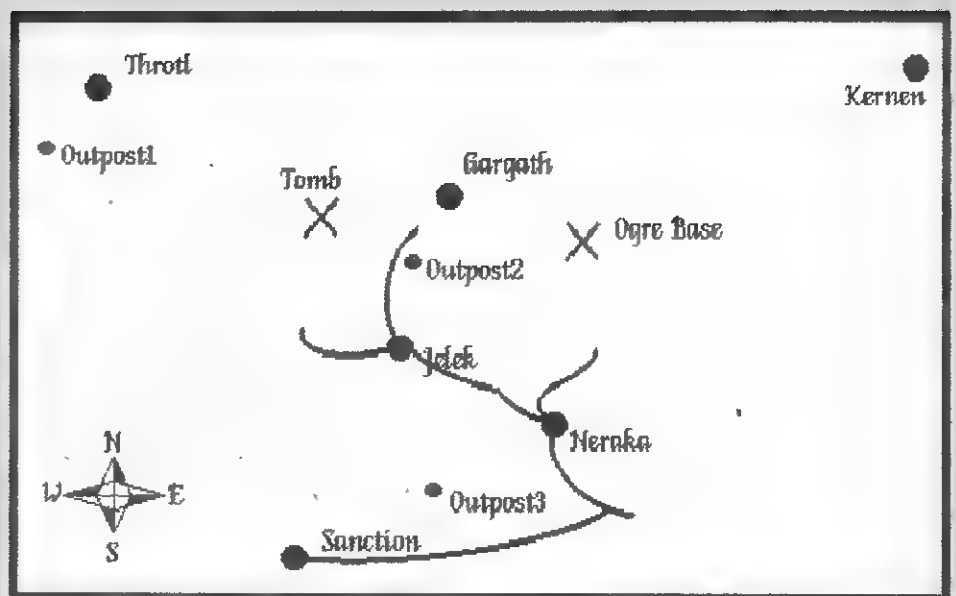 Throtl
Kernen
Outpost1
Gargath
Tomb
Ogre Base
Outpost2
Jelek
Neraka
N
W E
Outpost3
S
Sanction